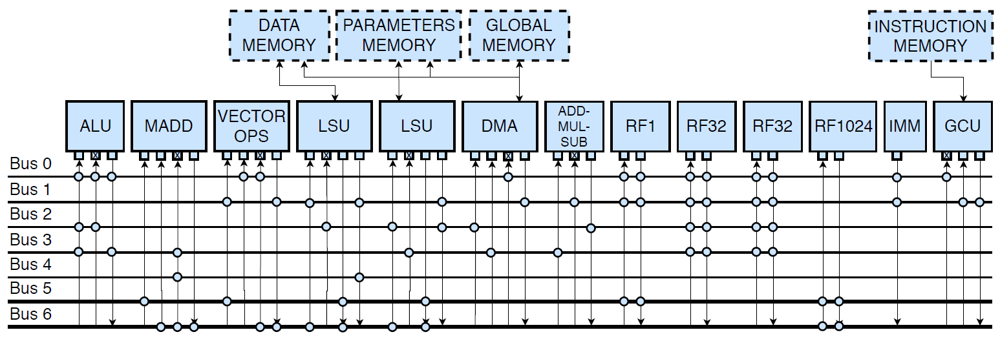 DATA
MEMORY
PARAMETERS
MEMORY
GLOBAL
MEMORY
INSTRUCTION
MEMORY
ALU
MADD
VECTOR
OPS
LSU
LSU
DMA
ADD-
MUL-
SUB
RF1
RF32
RF32
RF1024
IMM
GCU
X
X
X
X
X
X
X
X
Bus 0
Bus 1
Bus 2
Bus 3
Bus 4
Bus 5
Bus 6